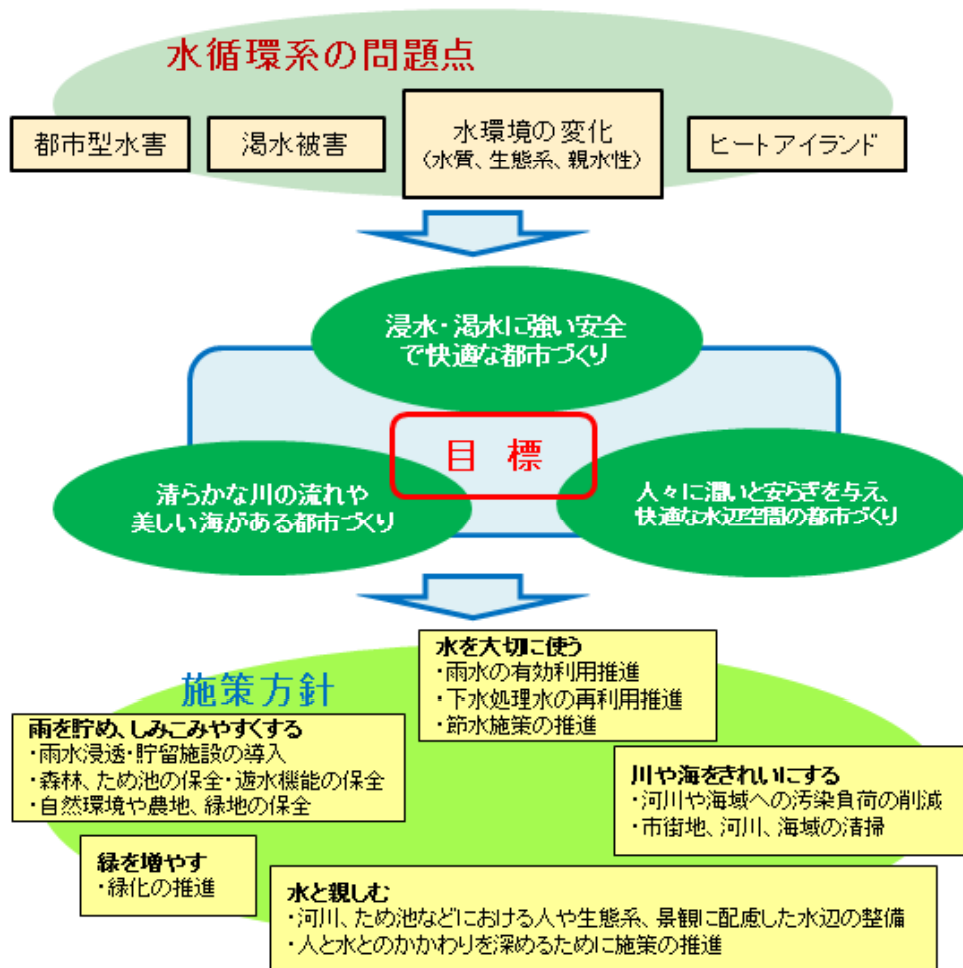 水循環系の問題点
都市型水害
渇水被害
水環境の変化
（水質、生態系、親水性）
ヒートアイランド
浸水・渇水に強い安全
で快適な都市づくり
目 標
清らかな川の流れや
美しい海がある都市づくり
人々に潤いと安らぎを与え、
快適な水辺空間の都市づくり
施策方針
水を大切に使う
・雨水の有効利用推進
・下水処理水の再利用推進
・節水施策の推進
雨を貯め、しみこみやすくする
・雨水浸透・貯留施設の導入
・森林、ため池の保全・遊水機能の保全
・自然環境や農地、緑地の保全
川や海をきれいにする
・河川や海域への汚染負荷の削減
・市街地、河川、海域の清掃
緑を増やす
・緑化の推進
水と親しむ
・河川、ため池などにおける人や生態系、景観に配慮した水辺の整備
・人と水とのかかわりを深めるために施策の推進